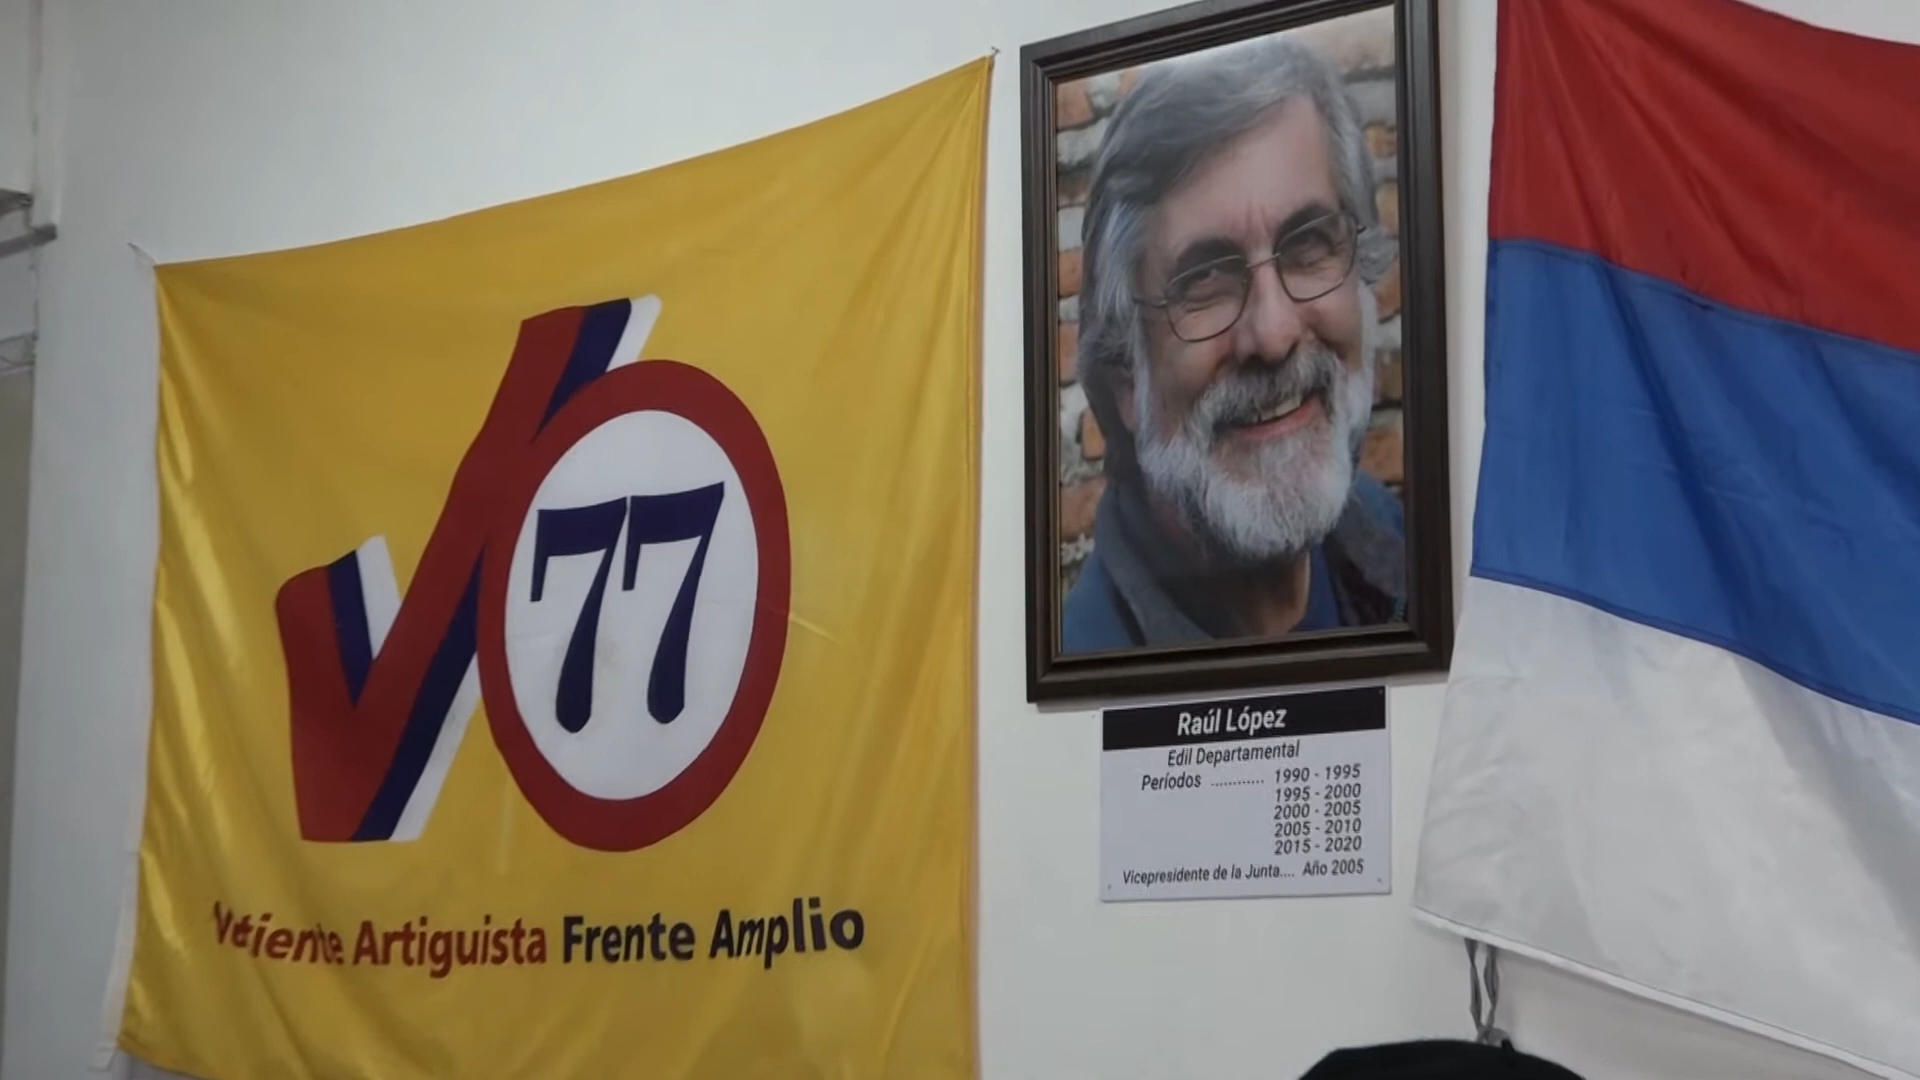 77
Vertiente Artiguista Frente Amplio
Raúl López
Edil Departamental
Períodos ............ 1990 - 1995
1995 - 2000
2000 - 2005
2005 - 2010
2015 - 2020
Vicepresidente de la Junta.... Año 2005